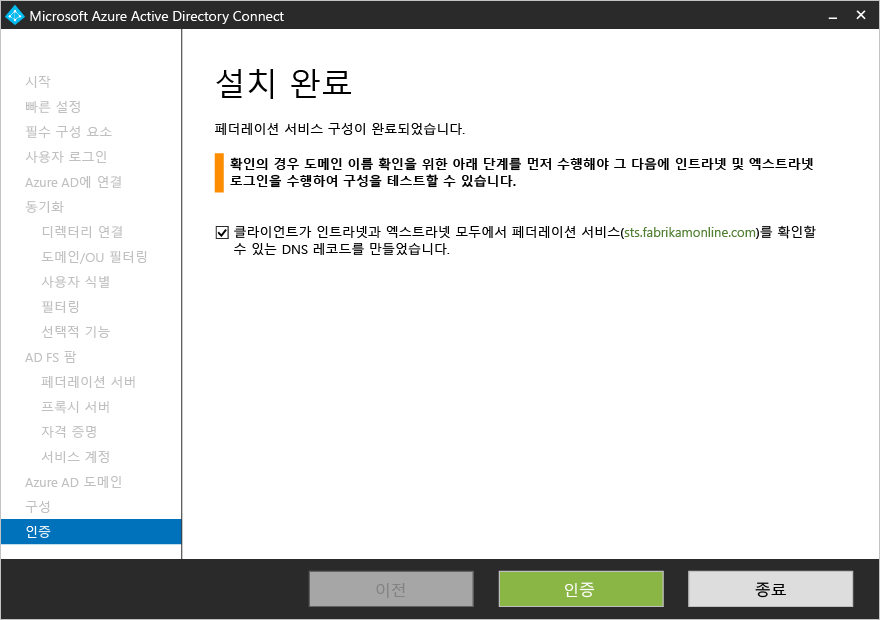 Microsoft Azure Active Directory Connect
시작
빠른 설정
필수 구성 요소
사용자 로그인
Azure AD에 연결
동기화
디렉터리 연결
도메인/OU 필터링
사용자 식별
필터링
선택적 기능
AD FS 팜
페더레이션 서버
프록시 서버
자격 증명
서비스 계정
Azure AD 도메인
구성
인증
설치 완료
페더레이션 서비스 구성이 완료되었습니다.
확인의 경우 도메인 이름 확인을 위한 아래 단계를 먼저 수행해야 그 다음에 인트라넷 및 엑스트라넷
로그인을 수행하여 구성을 테스트할 수 있습니다.
클라이언트가 인트라넷과 엑스트라넷 모두에서 페더레이션 서비스(sts.fabrikamonline.com)를 확인할
수 있는 DNS 레코드를 만들었습니다.
이전
인증
종료